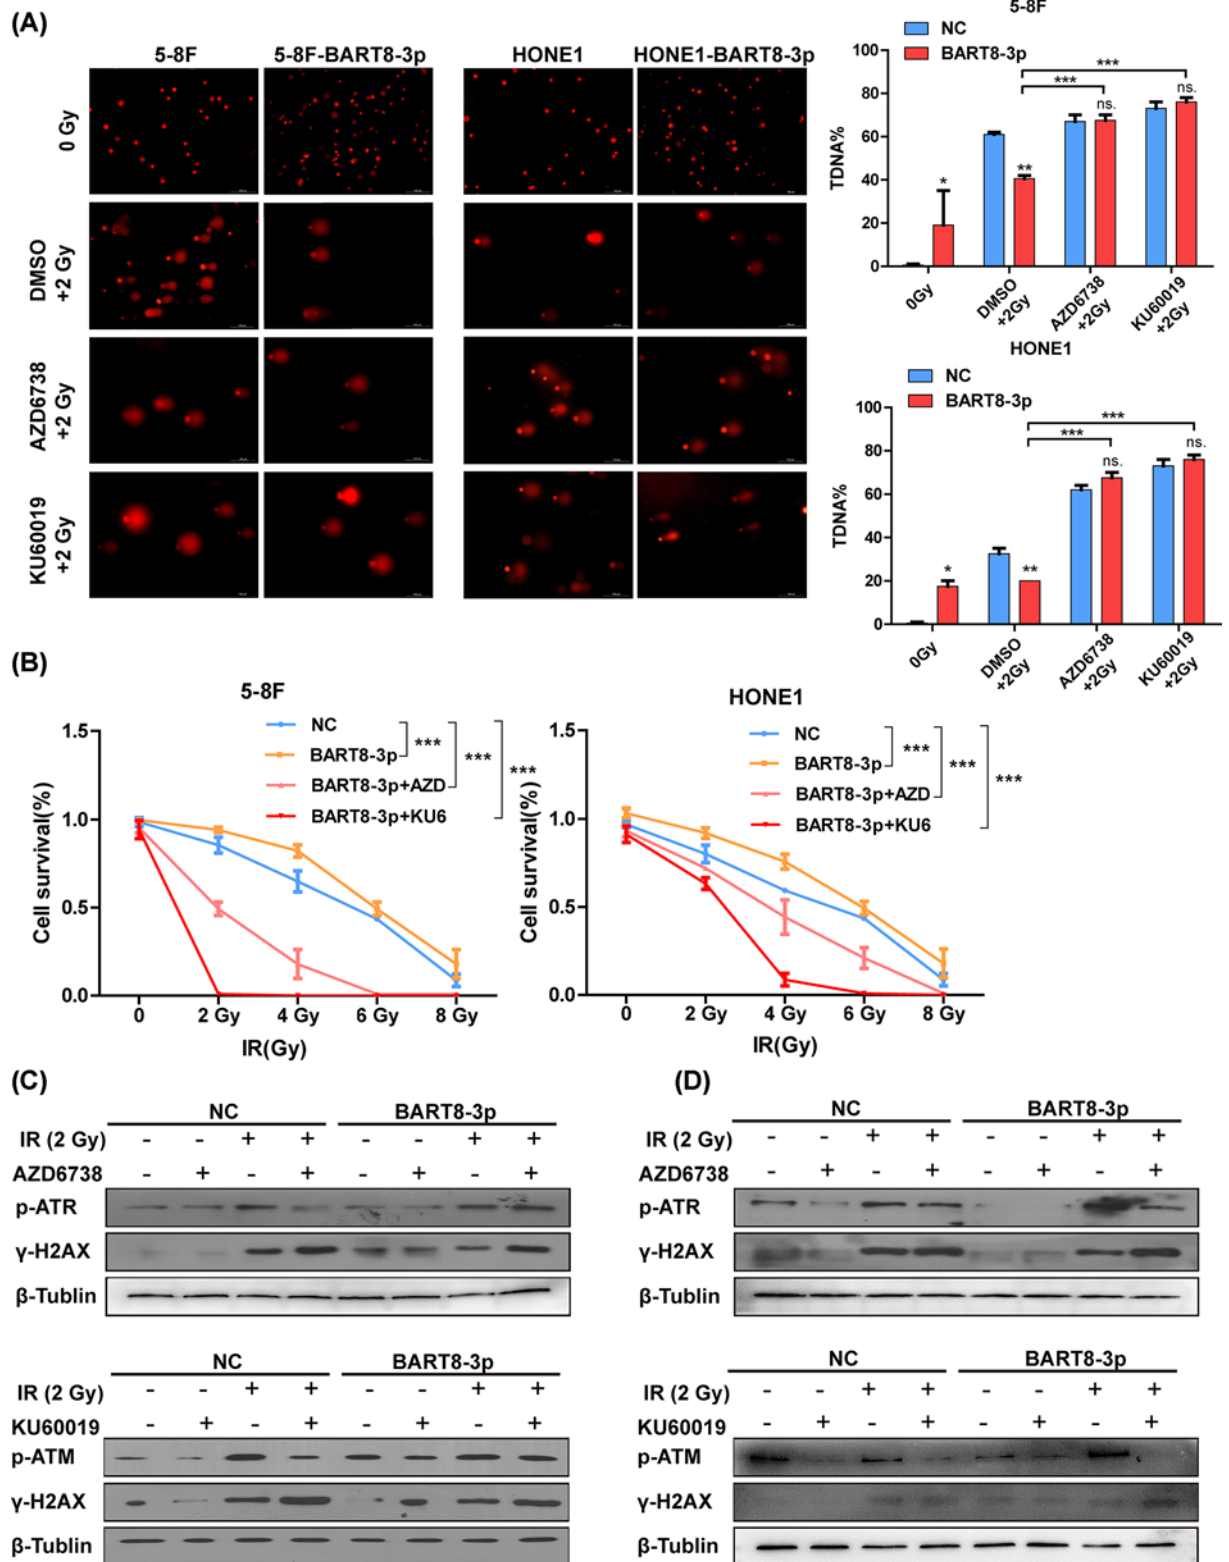 (A)
5-8F 5-8F-BART8-3p HONE1 HONE1-BART8-3p
0 Gy
DMSO
+2 Gy
AZD6738
+2 Gy
KU60019
+2 Gy
5-8F
NC
BART8-3p
TDNA%
100
80
60
40
20
0
* ** *** ns. *** ns.
0Gy
DMSO
+2Gy
AZD6738
+2Gy
KU60019
+2Gy
HONE1
NC
BART8-3p
TDNA%
100
80
60
40
20
0
* ** *** ns. *** ns.
0Gy
DMSO
+2Gy
AZD6738
+2Gy
KU60019
+2Gy
(B)
5-8F
NC
BART8-3p
BART8-3p+AZD
BART8-3p+KU6
*** *** ***
Cell survival(%)
1.5
1.0
0.5
0.0
0 2 Gy 4 Gy 6 Gy 8 Gy
IR(Gy)
HONE1
NC
BART8-3p
BART8-3p+AZD
BART8-3p+KU6
*** *** ***
Cell survival(%)
1.5
1.0
0.5
0.0
0 2 Gy 4 Gy 6 Gy 8 Gy
IR(Gy)
(C)
NC BART8-3p
IR (2 Gy) - - + + - - + +
AZD6738 - + - + - + - +
p-ATR
γ-H2AX
β-Tublin
NC BART8-3p
IR (2 Gy) - - + + - - + +
KU60019 - + - + - + - +
p-ATM
γ-H2AX
β-Tublin
(D)
NC BART8-3p
IR (2 Gy) - - + + - - + +
AZD6738 - + - + - + - +
p-ATR
γ-H2AX
β-Tublin
NC BART8-3p
IR (2 Gy) - - + + - - + +
KU60019 - + - + - + - +
p-ATM
γ-H2AX
β-Tublin